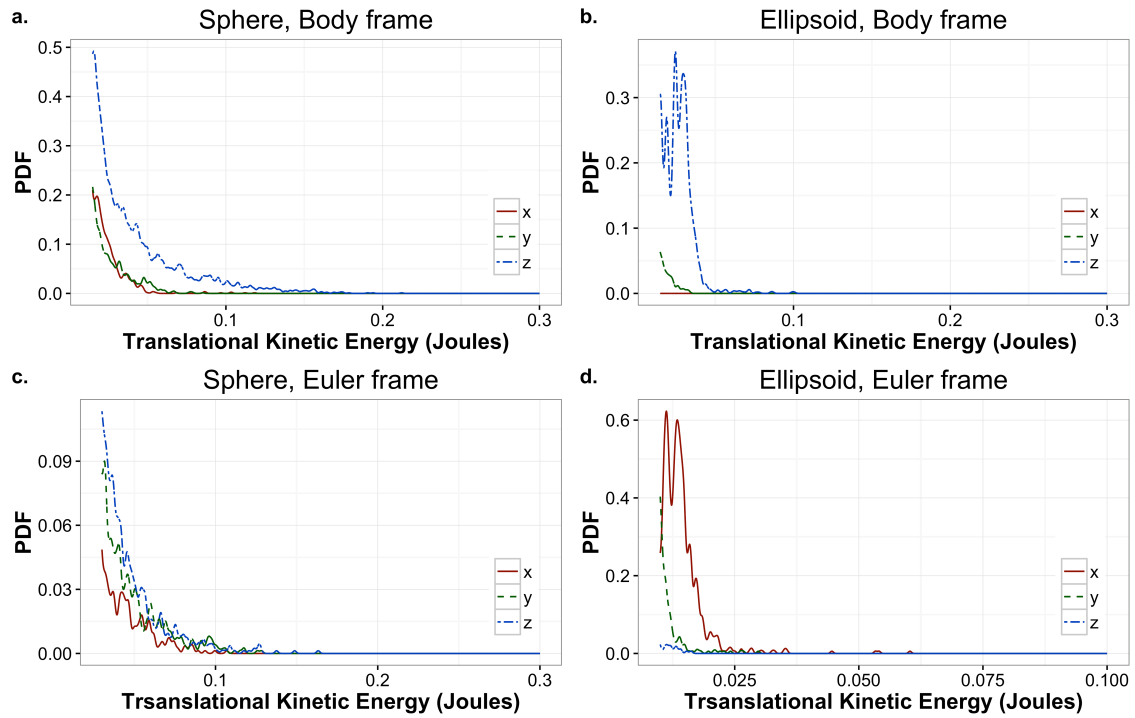 a.
Sphere, Body frame
PDF
0.5
0.4
0.3
0.2
0.1
0.0
x
y
z
0.1
0.2
0.3
Translational Kinetic Energy (Joules)
b.
Ellipsoid, Body frame
PDF
0.3
0.2
0.1
0.0
x
y
z
0.1
0.2
0.3
Translational Kinetic Energy (Joules)
c.
Sphere, Euler frame
PDF
0.09
0.06
0.03
0.00
x
y
z
0.1
0.2
0.3
Trsanslational Kinetic Energy (Joules)
d.
Ellipsoid, Euler frame
PDF
0.6
0.4
0.2
0.0
x
y
z
0.025
0.050
0.075
0.100
Trsanslational Kinetic Energy (Joules)